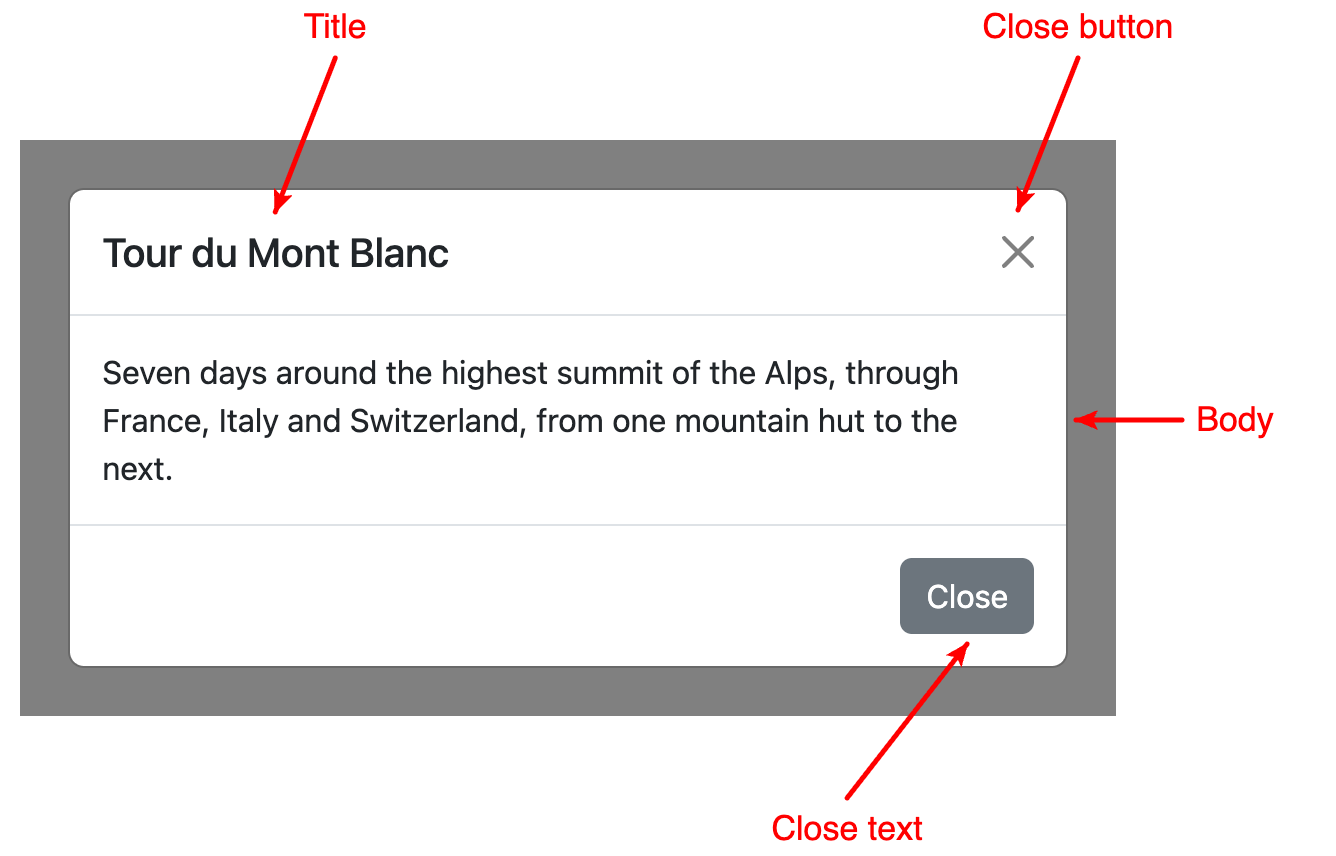 Title
Close button
Tour du Mont Blanc
Seven days around the highest summit of the Alps, through
France, Italy and Switzerland, from one mountain hut to the
next.
Body
Close
Close text